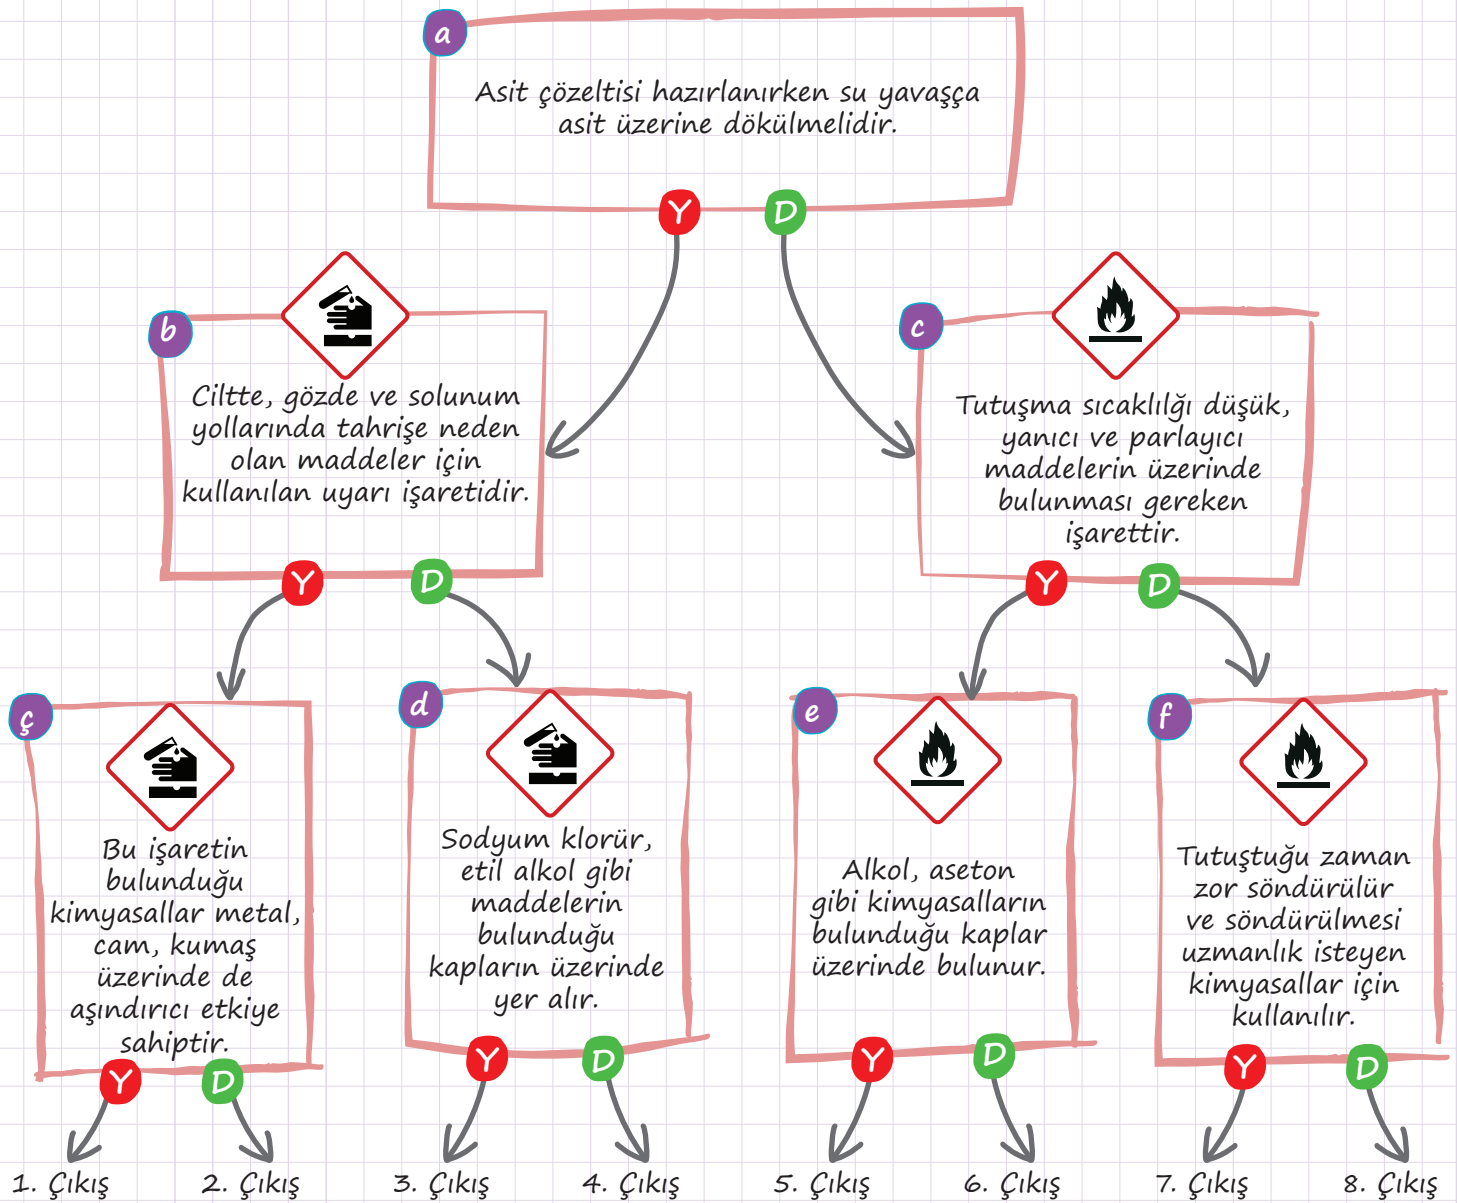 a
Asit çözeltisi hazırlanırken su yavaşça
asit üzerine dökülmelidir.
Y
D
b
Ciltte, gözde ve solunum
yollarında tahrişe neden
olan maddeler için
kullanılan uyarı işaretidir.
Y
D
c
Tutuşma sıcaklılğı düşük,
yanıcı ve parlayıcı
maddelerin üzerinde
bulunması gereken
işarettir.
Y
D
ç
Bu işaretin
bulunduğu
kimyasallar metal,
cam, kumaş
üzerinde de
aşındırıcı etkiye
sahiptir.
Y
D
d
Sodyum klorür,
etil alkol gibi
maddelerin
bulunduğu
kapların üzerinde
yer alır.
Y
D
e
Alkol, aseton
gibi kimyasalların
bulunduğu kaplar
üzerinde bulunur.
Y
D
f
Tutuştuğu zaman
zor söndürülür
ve söndürülmesi
uzmanlık isteyen
kimyasallar için
kullanılır.
Y
D
1. Çıkış
2. Çıkış
3. Çıkış
4. Çıkış
5. Çıkış
6. Çıkış
7. Çıkış
8. Çıkış